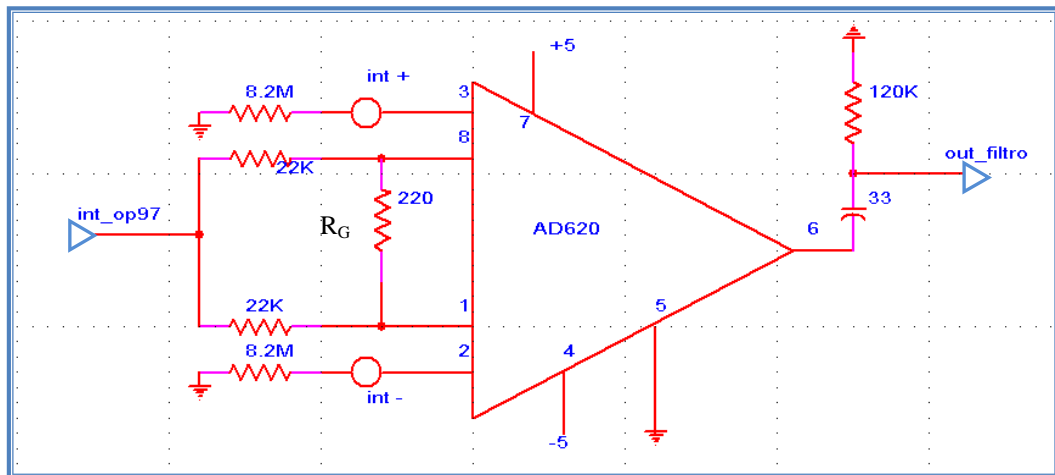 +5
int +
8.2M
3
7
120K
8
22K
out_filtro
220
33
int_op97
RG
AD620
6
22K
1
5
8.2M
2
4
int -
-5